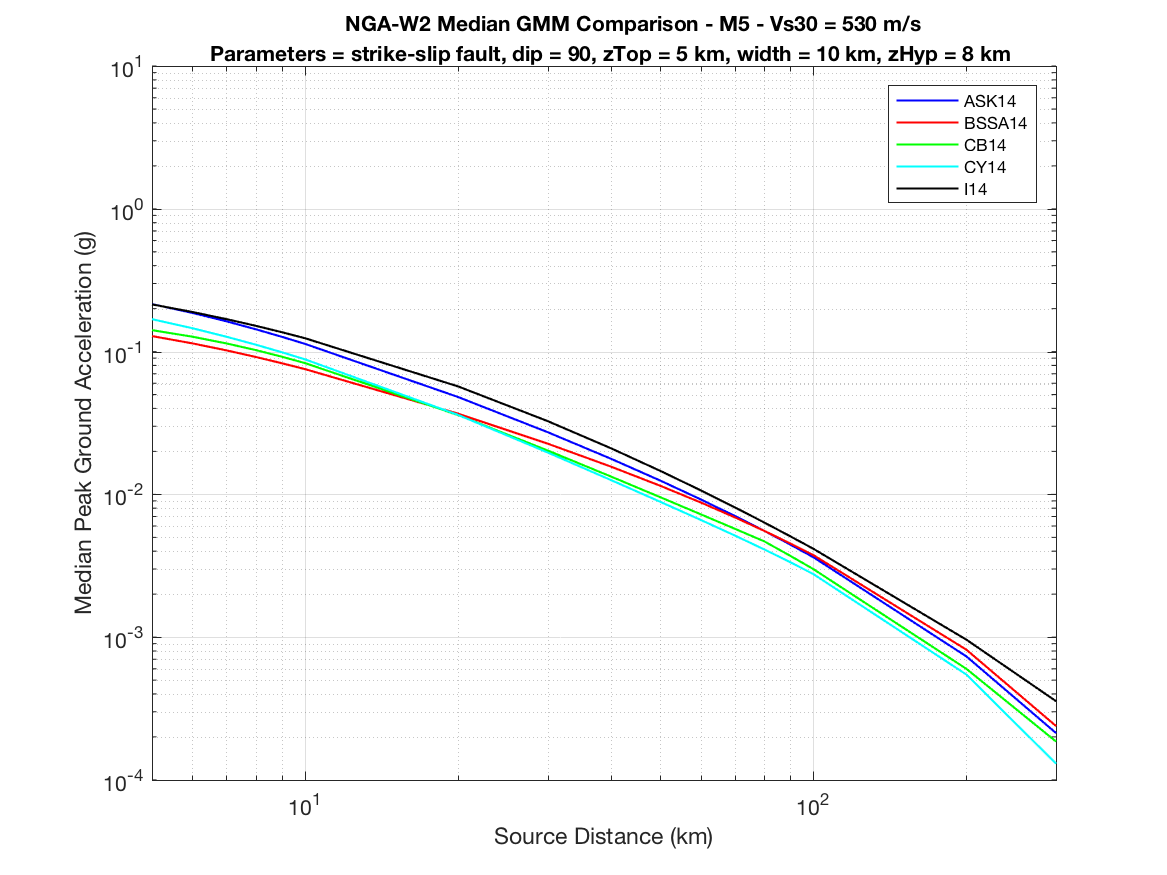 NGA-W2 Median GMM Comparison - M5 - Vs30 = 530 m/s
Parameters = strike-slip fault, dip = 90, zTop = 5 km, width = 10 km, zHyp = 8 km
ASK14
BSSA14
CB14
CY14
I14
Median Peak Ground Acceleration (g)
10^1
10^0
10^-1
10^-2
10^-3
10^-4
10^1
10^2
Source Distance (km)